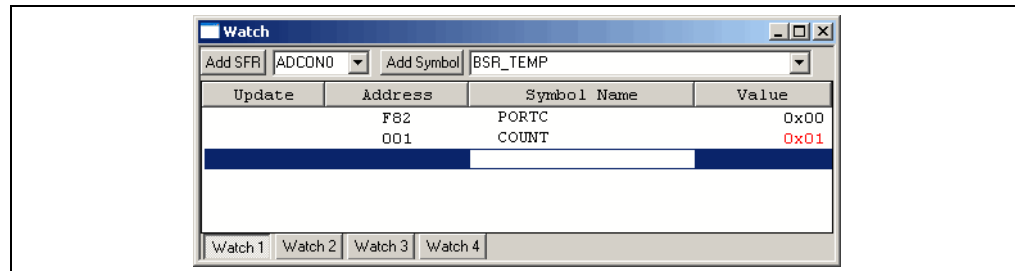 Watch
Add SFR ADCON0 Add Symbol BSR_TEMP
Update Address Symbol Name Value
F82 PORTC 0x00
001 COUNT 0x01
Watch 1 Watch 2 Watch 3 Watch 4